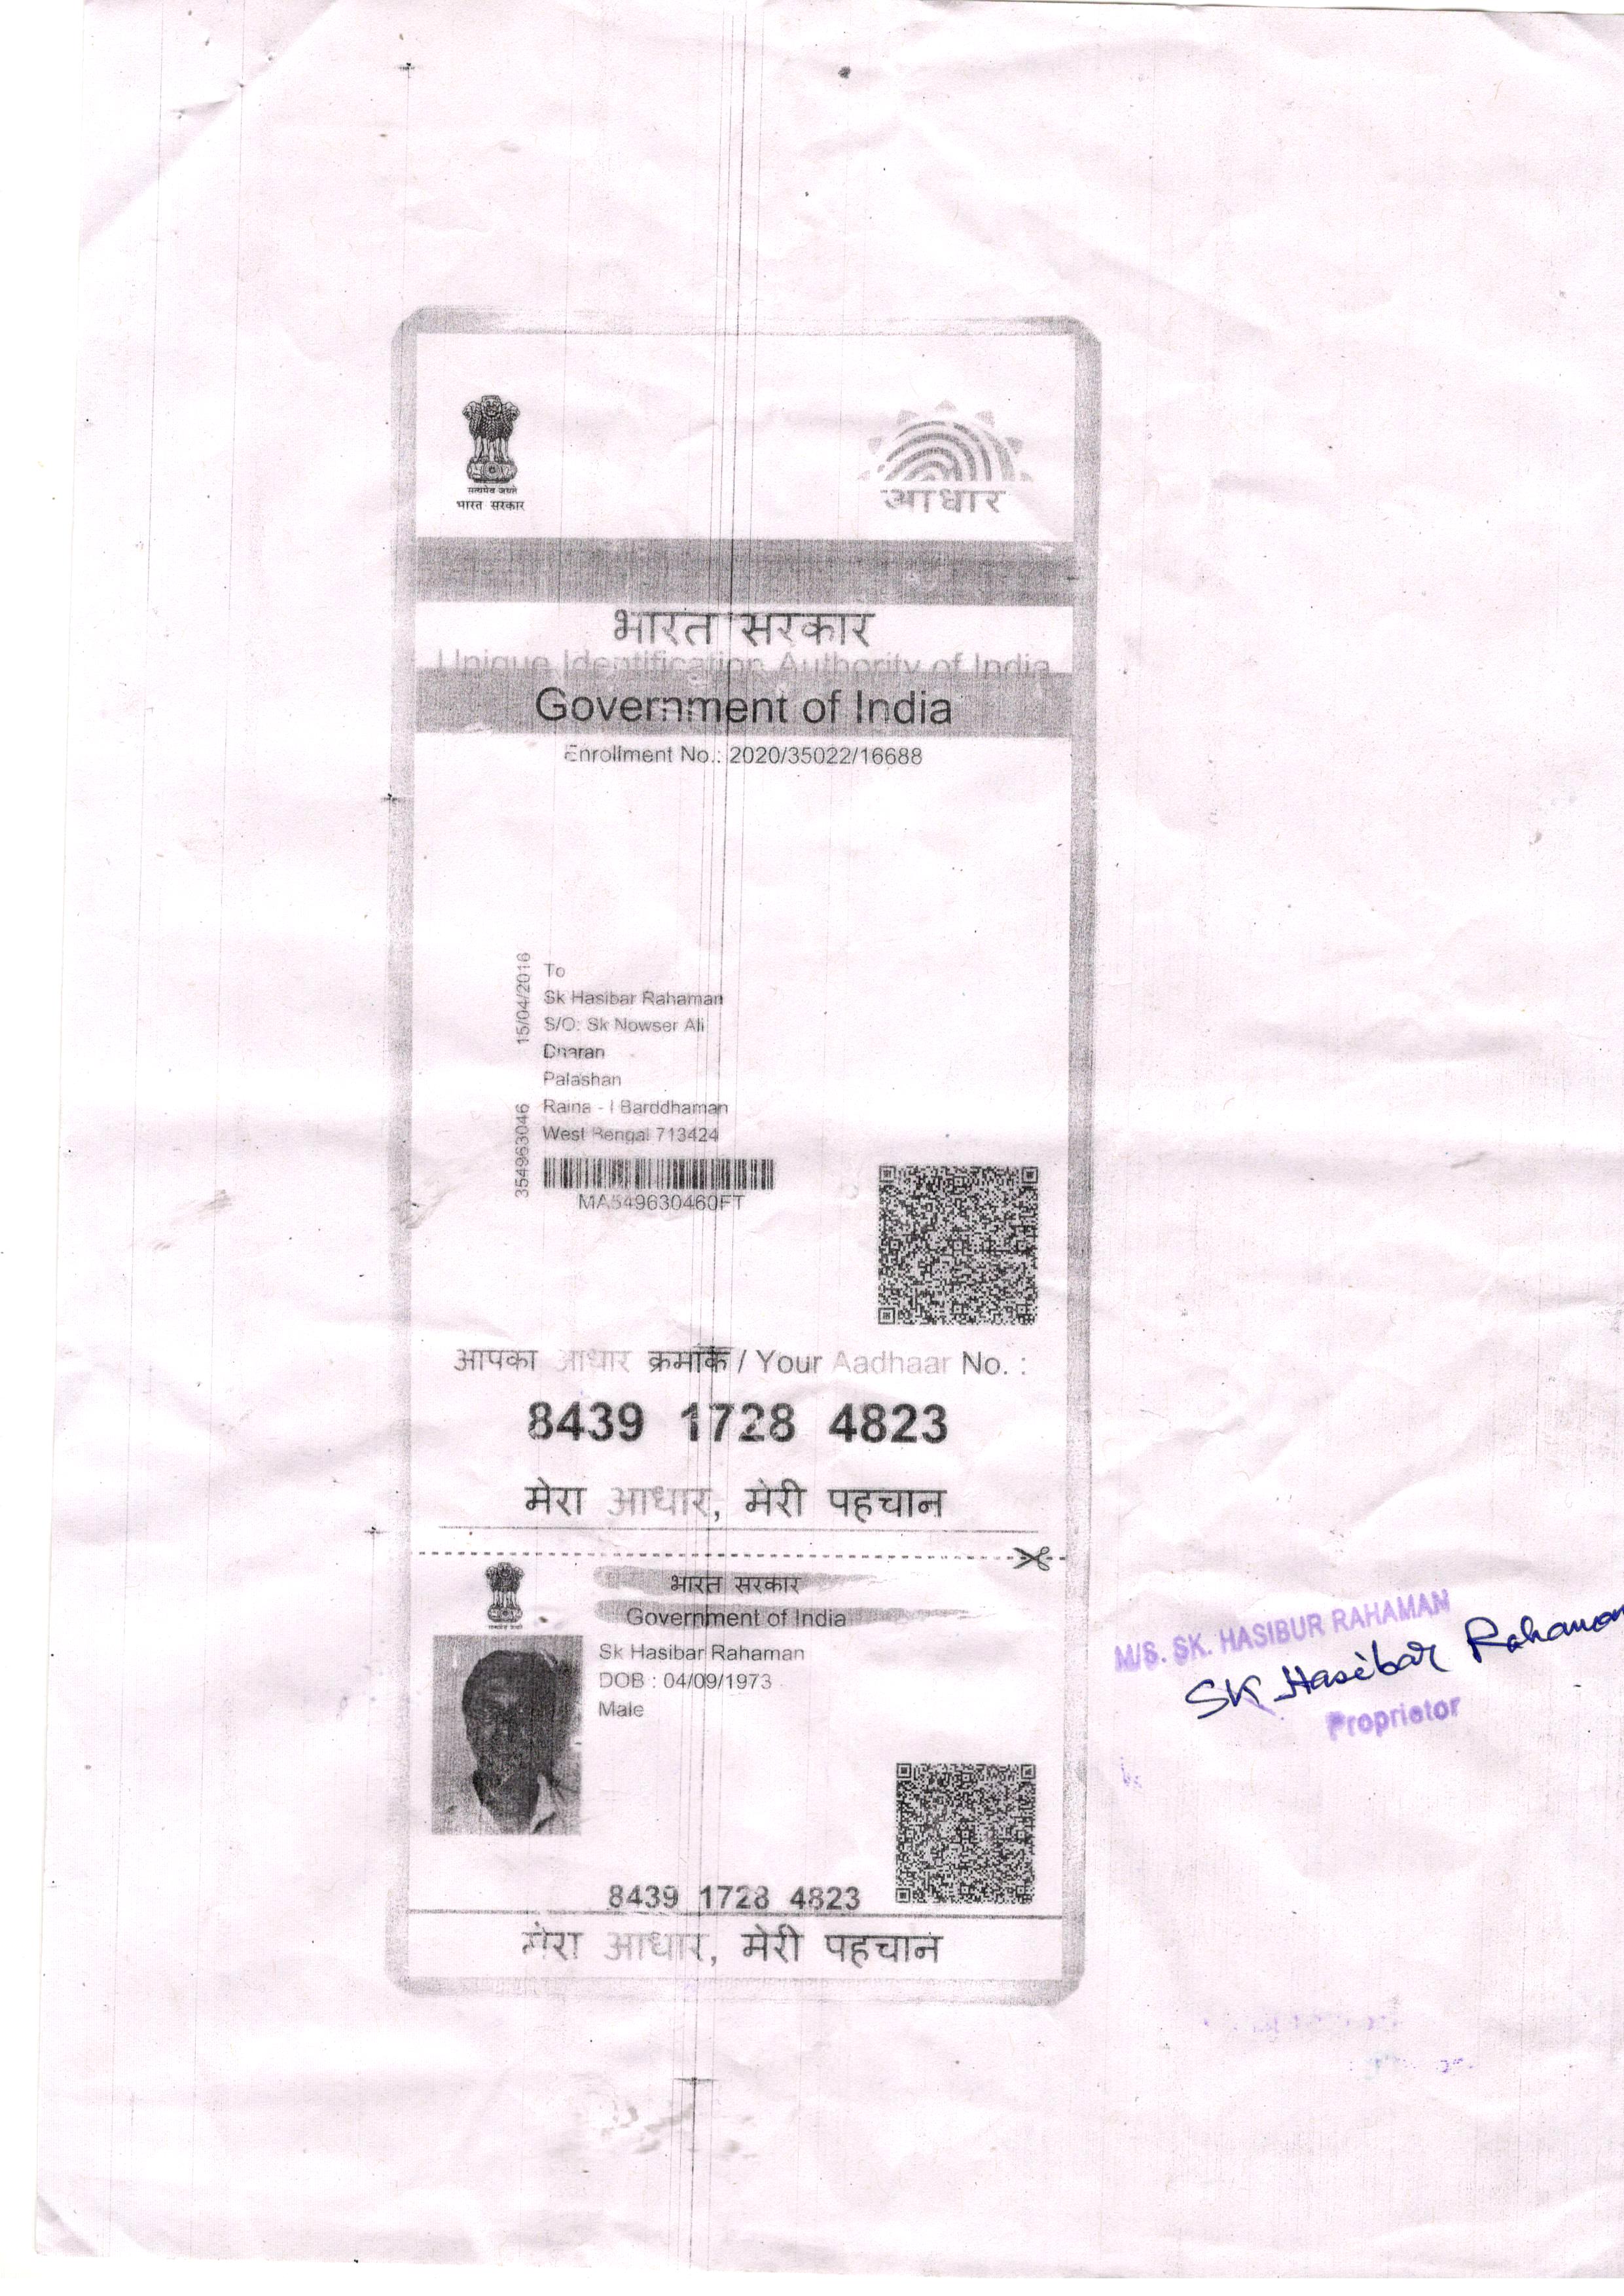 सत्यमेव जयते
भारत सरकार
आधार
भारत सरकार
Unique Identification Authority of India
Government of India
Enrollment No.: 2020/35022/16688
15/04/2016
354963046
To
Sk Hasibar Rahaman
S/O: Sk Nowser Ali
Dharan
Palashan
Raina - I Barddhaman
West Bengal 713424
MA549630460FT
आपका आधार क्रमांक / Your Aadhaar No. :
8439 1728 4823
मेरा आधार, मेरी पहचान
भारत सरकार
Government of India
Sk Hasibar Rahaman
DOB : 04/09/1973
Male
8439 1728 4823
मेरा आधार, मेरी पहचान
M/S. SK. HASIBUR RAHAMAN
SK Hasibar Rahaman
Proprietor